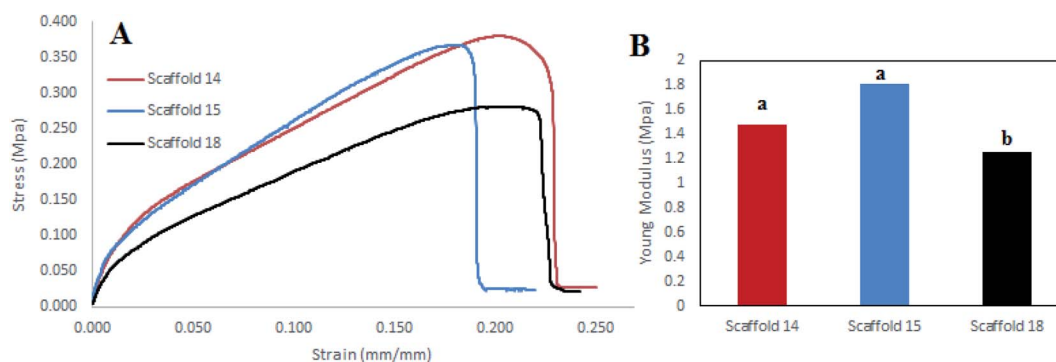 A
0.400
0.350
0.300
0.250
0.200
0.150
0.100
0.050
0.000
Stress (Mpa)
Scaffold 14
Scaffold 15
Scaffold 18
0.000 0.050 0.100 0.150 0.200 0.250
Strain (mm/mm)
B
2
1.8
1.6
1.4
1.2
1
0.8
0.6
0.4
0.2
0
Young Modulus (Mpa)
a
a
b
Scaffold 14 Scaffold 15 Scaffold 18